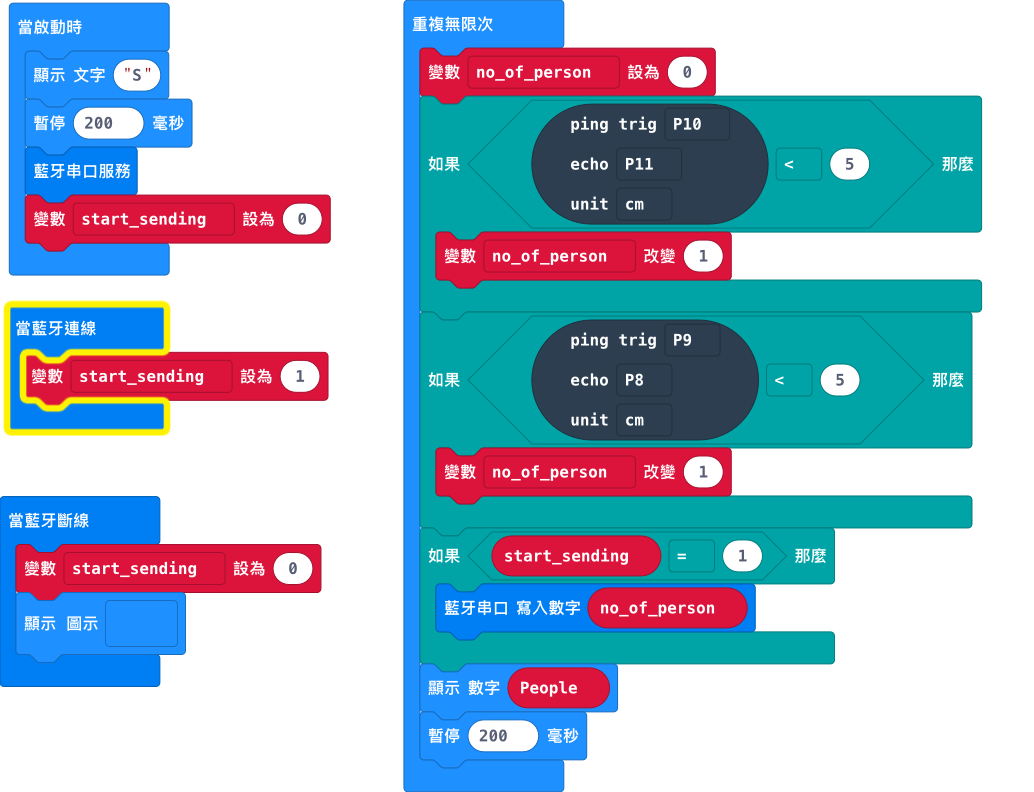 當啟動時
顯示 文字 "S"
暫停 200 毫秒
藍牙串口服務
變數 start_sending 設為 0
當藍牙連線
變數 start_sending 設為 1
當藍牙斷線
變數 start_sending 設為 0
顯示 圖示
重複無限次
變數 no_of_person 設為 0
ping trig P10
如果 echo P11 < 5 那麼
unit cm
變數 no_of_person 改變 1
ping trig P9
如果 echo P8 < 5 那麼
unit cm
變數 no_of_person 改變 1
如果 start_sending = 1 那麼
藍牙串口 寫入數字 no_of_person
顯示 數字 People
暫停 200 毫秒